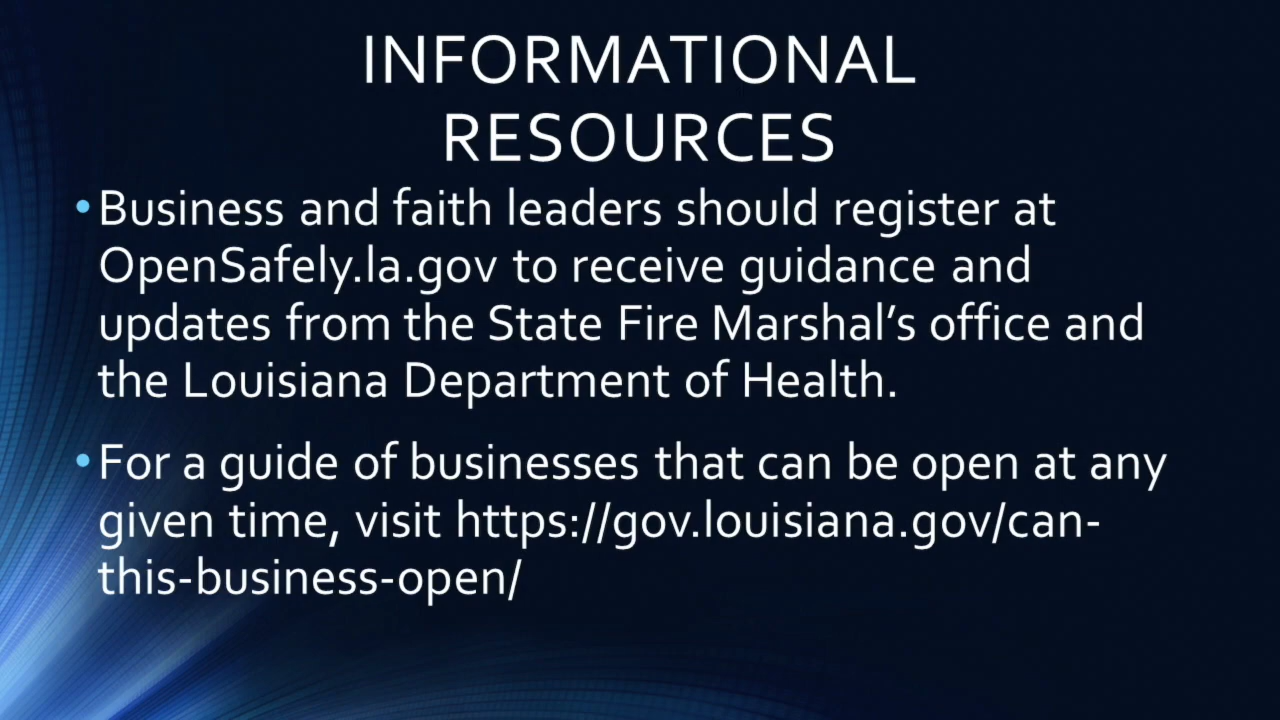 INFORMATIONAL
RESOURCES
• Business and faith leaders should register at
OpenSafely.la.gov to receive guidance and
updates from the State Fire Marshal’s office and
the Louisiana Department of Health.
• For a guide of businesses that can be open at any
given time, visit https://gov.louisiana.gov/can-
this-business-open/